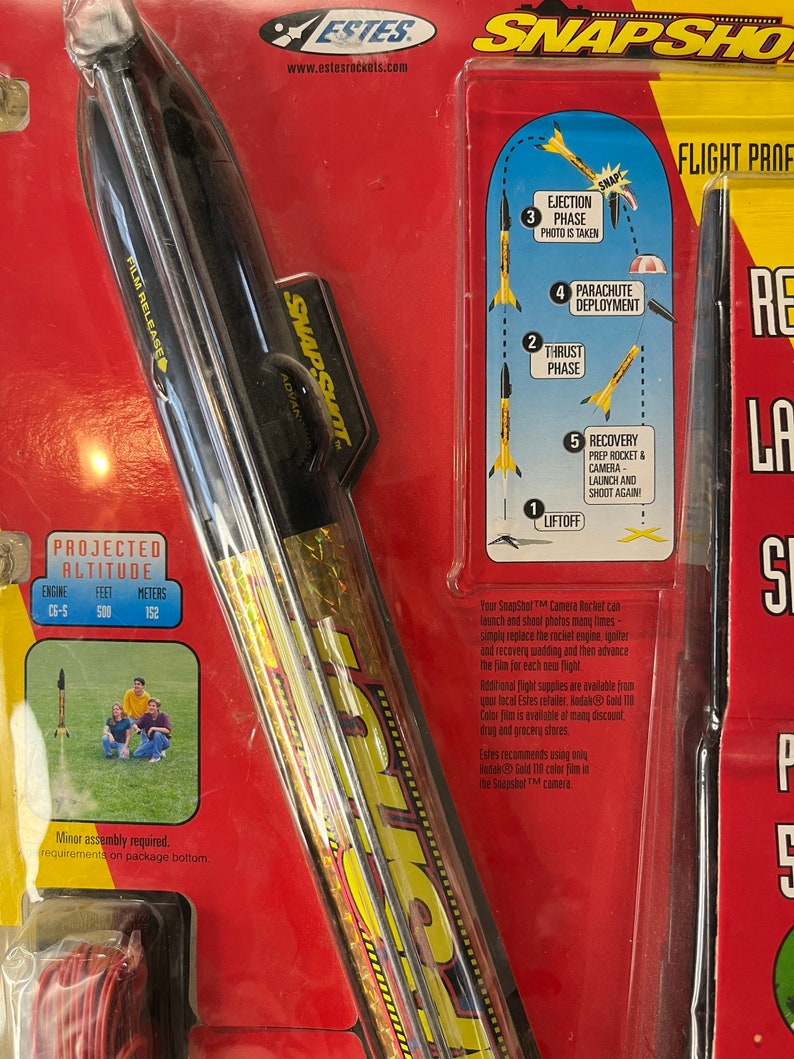 ESTES
SNAPSHO
www.estesrockets.com
FLIGHT PROF
SNAP!
3 EJECTION
PHASE
PHOTO IS TAKEN
4 PARACHUTE
DEPLOYMENT
2 THRUST
PHASE
5 RECOVERY
PREP ROCKET &
CAMERA -
LAUNCH AND
SHOOT AGAIN!
1 LIFTOFF
FILM RELEASE
SNAPSHOT™
PROJECTED
ALTITUDE
ENGINE FEET METERS
C6-5 500 152
Your SnapShot™ Camera Rocket can
launch and shoot photos many times -
simply replace the rocket engine, igniter
and recovery wadding and then advance
the film for each new flight.
Additional flight supplies are available from
your local Estes retailer. Kodak® Gold 110
Color film is available at many discount,
drug and grocery stores.
Estes recommends using only
Kodak® Gold 110 color film in
the Snapshot™ camera.
Minor assembly required.
requirements on package bottom.
RE
LA